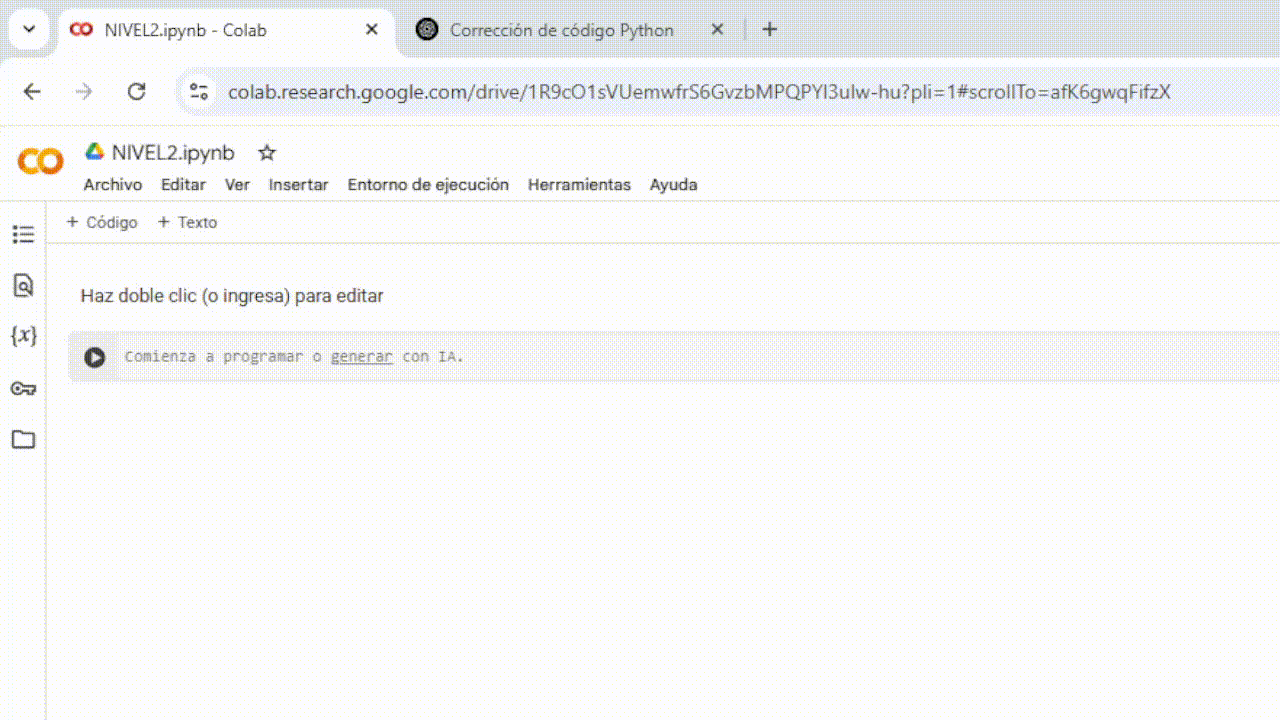 NIVEL2.ipynb - Colab
Corrección de código Python
colab.research.google.com/drive/1R9cO1sVUemwfrS6GvzbMPQPYI3ulw-hu?pli=1#scrollTo=afK6gwqFifzX
NIVEL2.ipynb
Archivo Editar Ver Insertar Entorno de ejecución Herramientas Ayuda
+ Código + Texto
Haz doble clic (o ingresa) para editar
{x}
Comienza a programar o generar con IA.